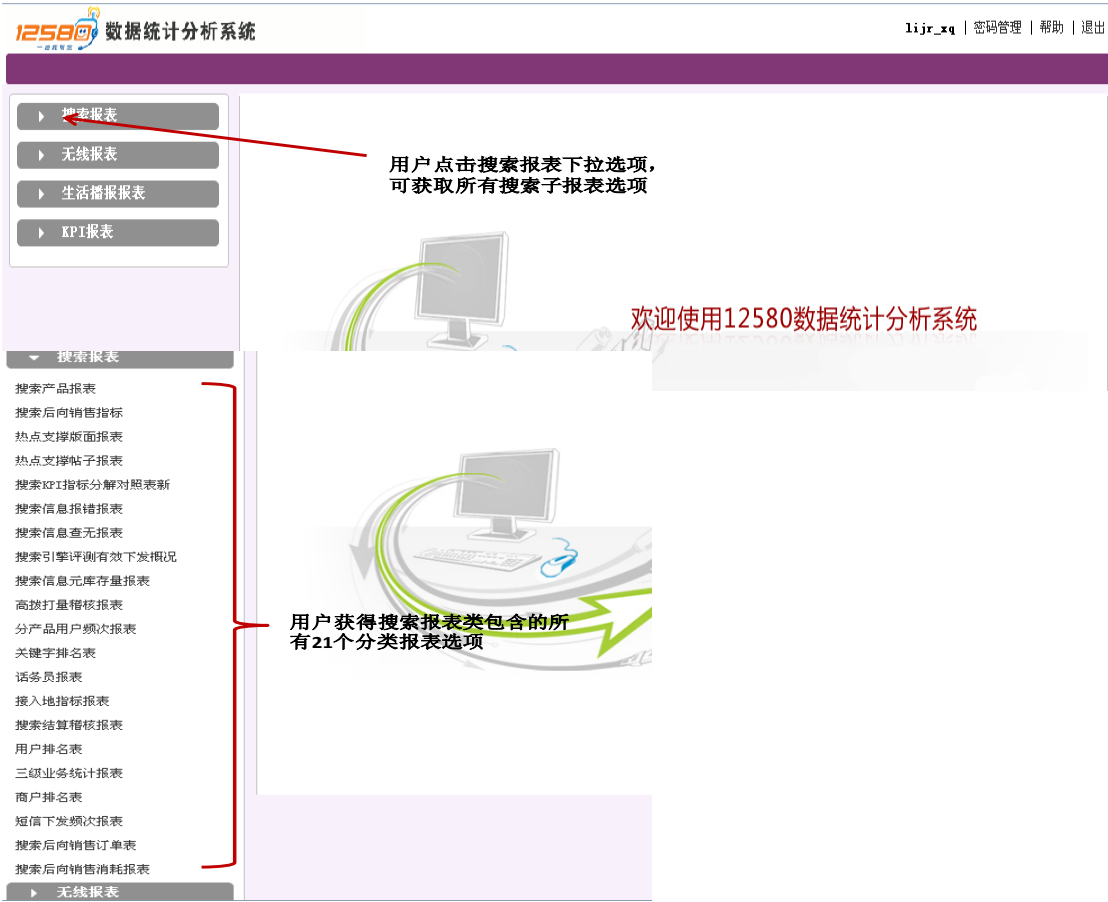 12580 数据统计分析系统
lijr_xq | 密码管理 | 帮助 | 退出
搜索报表
无线报表
生活播报报表
KPI报表
用户点击搜索报表下拉选项，
可获取所有搜索子报表选项
欢迎使用12580数据统计分析系统
搜索报表
搜索产品报表
搜索后向销售指标
热点支撑版面报表
热点支撑帖子报表
搜索KPI指标分解对照表新
搜索信息报错报表
搜索信息查无报表
搜索引擎评测有效下发概况
搜索信息元库存量报表
高拨打量稽核报表
分产品用户频次报表
关键字排名表
话务员报表
接入地指标报表
搜索结算稽核报表
用户排名表
三级业务统计报表
商户排名表
短信下发频次报表
搜索后向销售订单表
搜索后向销售消耗报表
用户获得搜索报表类包含的所
有21个分类报表选项
无线报表